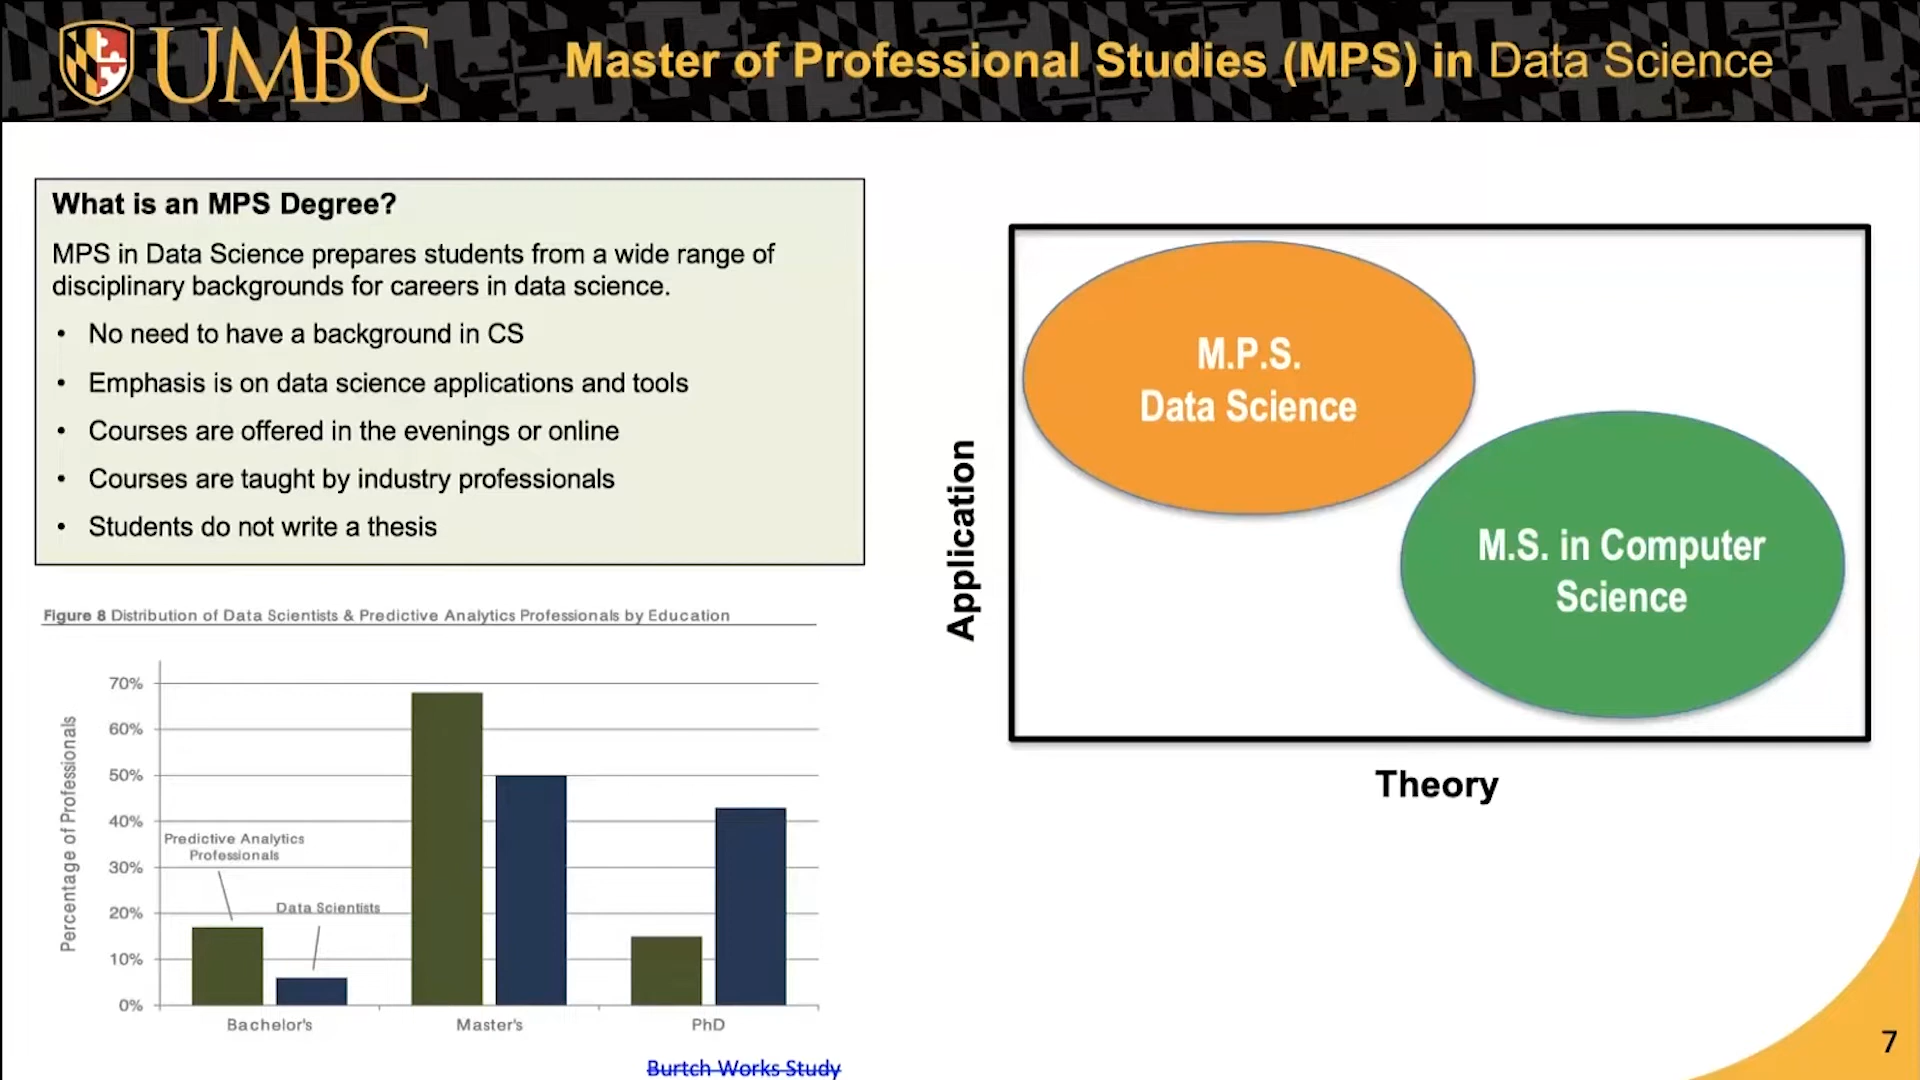 UMBC
Master of Professional Studies (MPS) in Data Science
What is an MPS Degree?
MPS in Data Science prepares students from a wide range of
disciplinary backgrounds for careers in data science.
• No need to have a background in CS
• Emphasis is on data science applications and tools
• Courses are offered in the evenings or online
• Courses are taught by industry professionals
• Students do not write a thesis
Figure 8 Distribution of Data Scientists & Predictive Analytics Professionals by Education
Percentage of Professionals
70%
60%
50%
40%
30%
20%
10%
0%
Predictive Analytics
Professionals
Data Scientists
Bachelor's
Master's
PhD
Burtch Works Study
Application
M.P.S.
Data Science
M.S. in Computer
Science
Theory
7